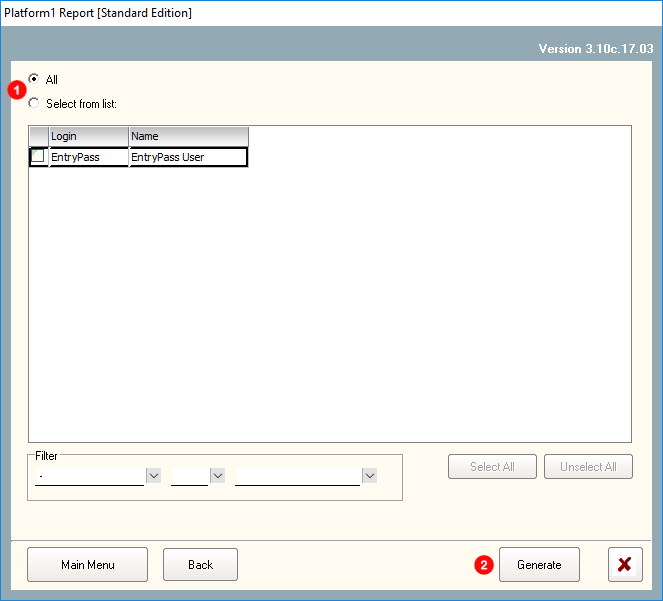 Platform1 Report [Standard Edition]
Version 3.10c.17.03
All
1
Select from list:
Login Name
EntryPass EntryPass User
Filter
-
Select All Unselect All
Main Menu Back 2 Generate